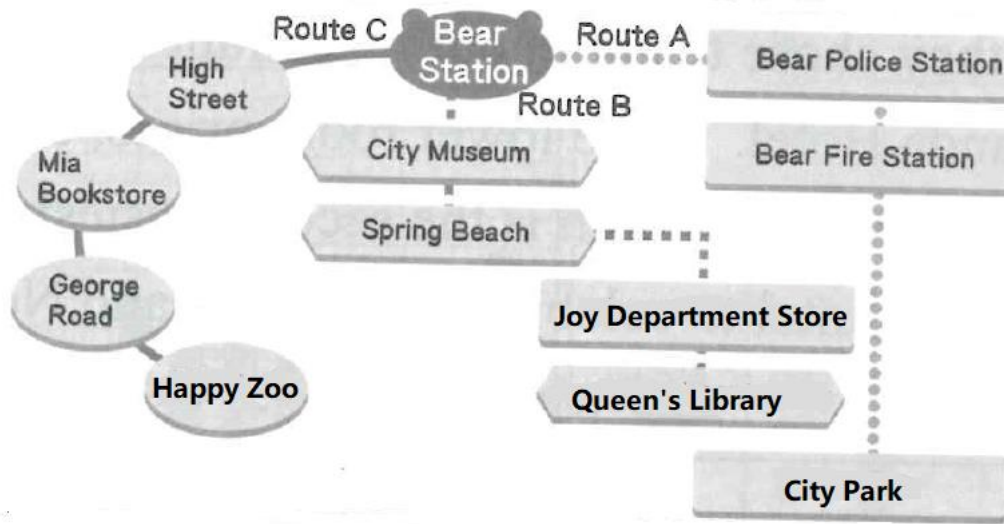 Route C
Bear
Station
Route A
Route B
High
Street
Mia
Bookstore
George
Road
Happy Zoo
City Museum
Spring Beach
Joy Department Store
Queen's Library
Bear Police Station
Bear Fire Station
City Park